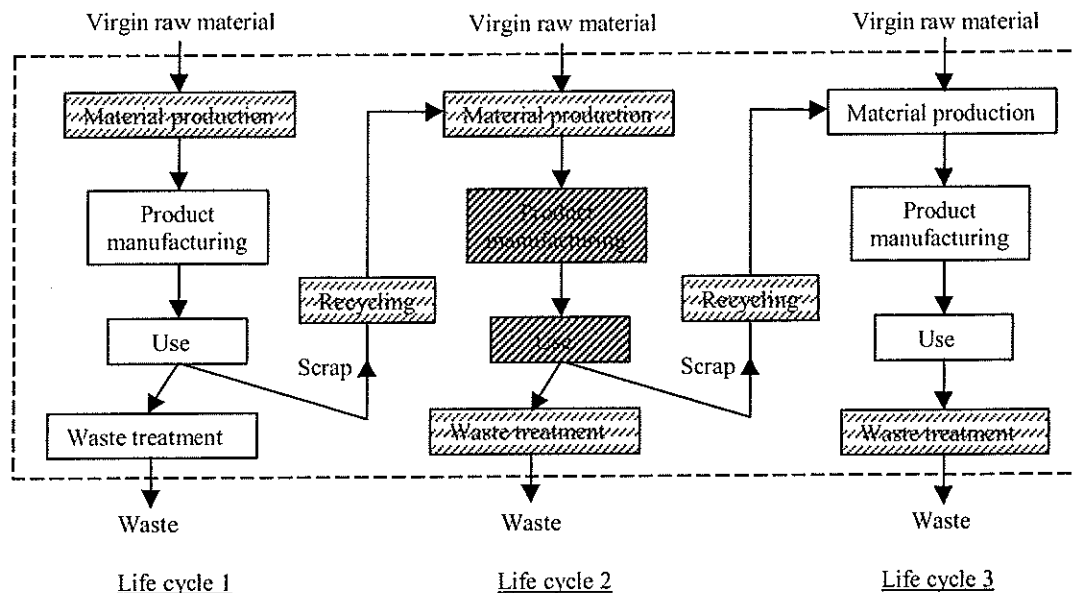 Virgin raw material
Virgin raw material
Virgin raw material
Material production
Material production
Material production
Product
manufacturing
Product
manufacturing
Product
manufacturing
Recycling
Recycling
Use
Use
Use
Scrap
Scrap
Waste treatment
Waste treatment
Waste treatment
Waste
Waste
Waste
Life cycle 1
Life cycle 2
Life cycle 3